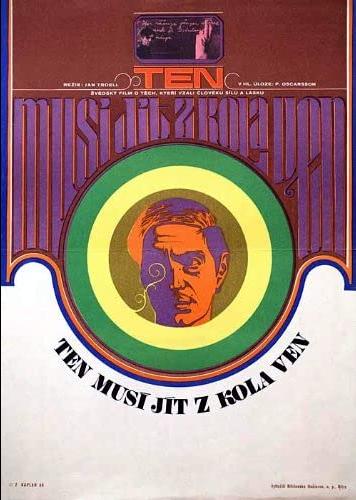 TEN
REŽIE: JAN TROELL
V HL. ÚLOZE: P. OSCARSSON
ŠVÉDSKÝ FILM O TĚCH, KTEŘÍ VZALI ČLOVĚKU SÍLU A LÁSKU
MUSÍ JÍT Z KOLA VEN
TEN MUSÍ JÍT Z KOLA VEN